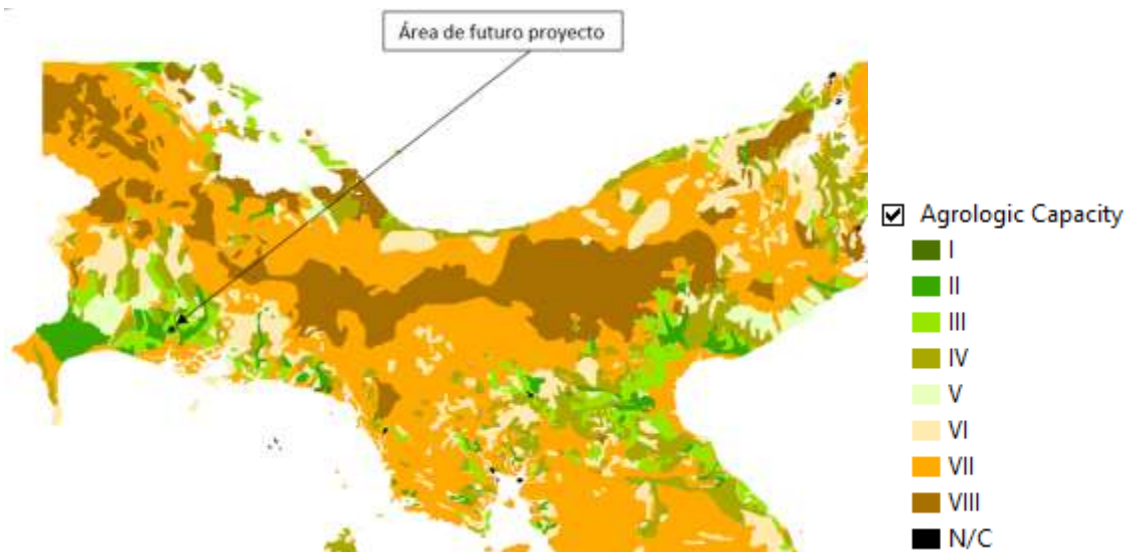 Área de futuro proyecto
Agrologic Capacity
I
II
III
IV
V
VI
VII
VIII
N/C